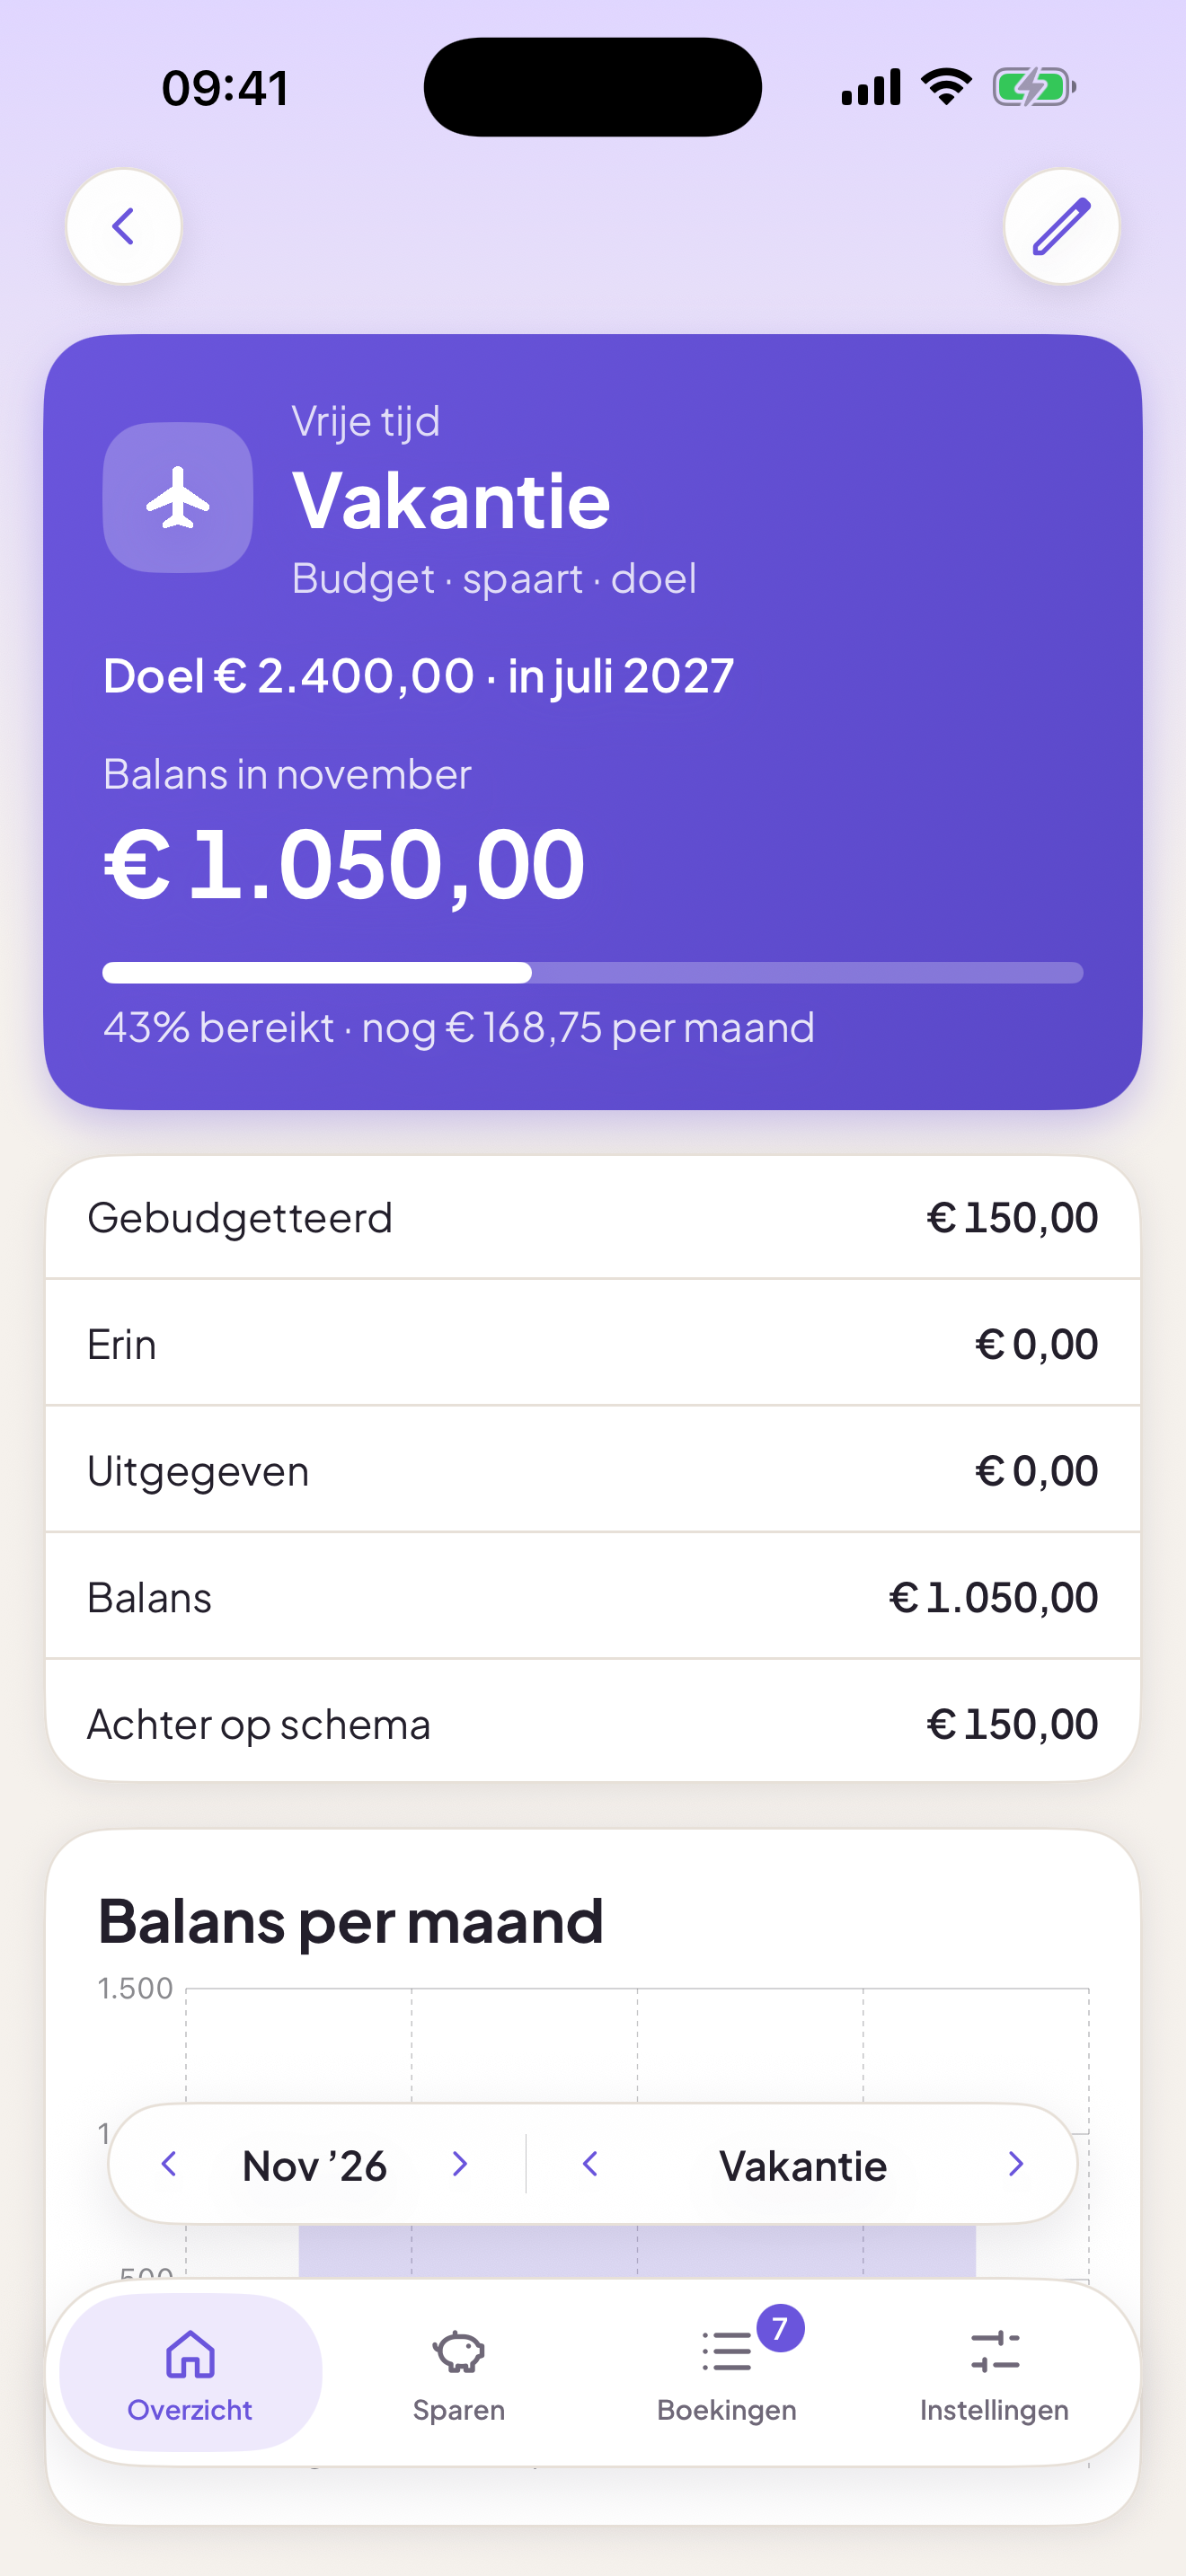 09:41
Vrije tijd
Vakantie
Budget · spaart · doel
Doel € 2.400,00 · in juli 2027
Balans in november
€ 1.050,00
43% bereikt · nog € 168,75 per maand
Gebudgetteerd € 150,00
Erin € 0,00
Uitgegeven € 0,00
Balans € 1.050,00
Achter op schema € 150,00
Balans per maand
1.500
Nov ’26 Vakantie
500
7
Overzicht Sparen Boekingen Instellingen